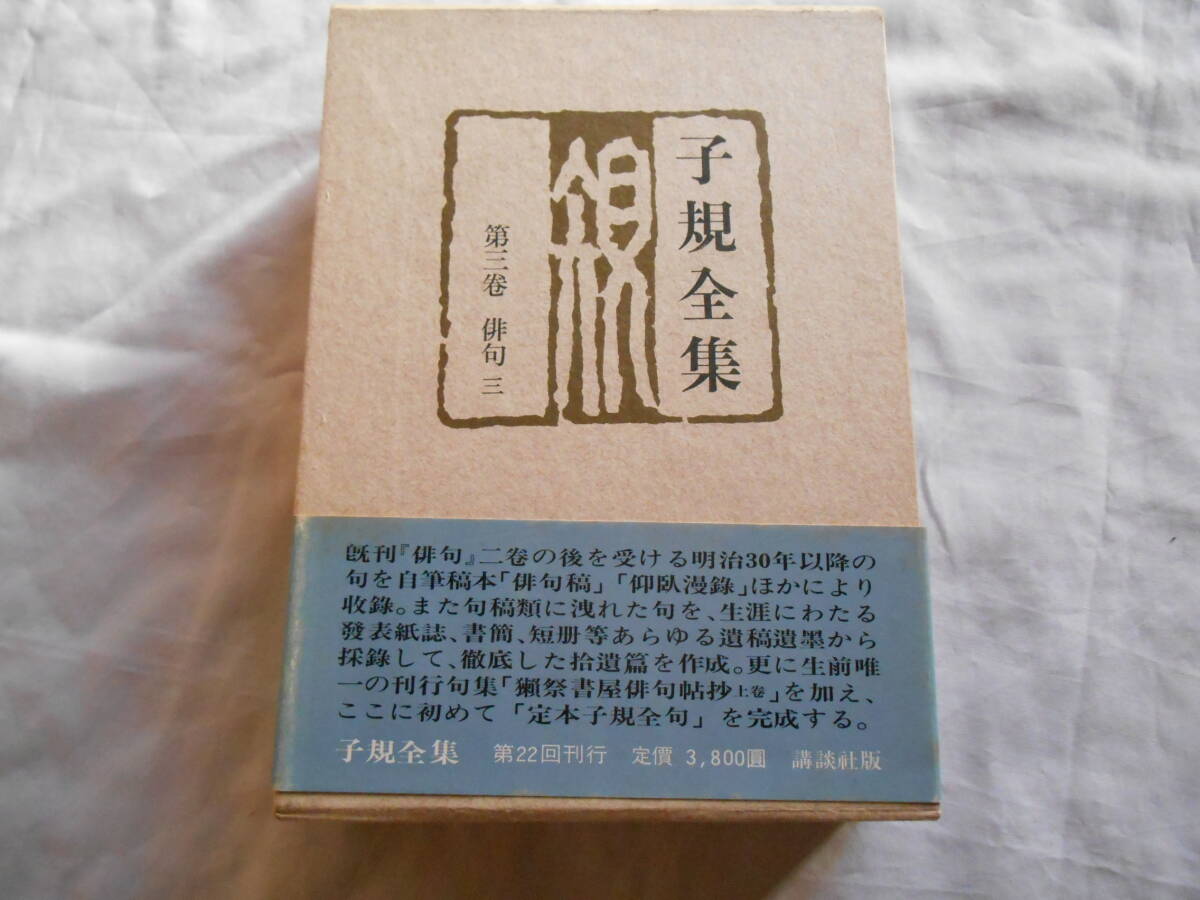 子規全集
第三卷 俳句 三
既刊『俳句』二卷の後を受ける明治30年以降の
句を自筆稿本「俳句稿」「仰臥漫錄」ほかにより
收錄。また句稿類に洩れた句を、生涯にわたる
發表紙誌、書簡、短册等あらゆる遺稿遺墨から
採錄して、徹底した拾遺篇を作成。更に生前唯
一の刊行句集「獺祭書屋俳句帖抄上卷」を加え、
ここに初めて「定本子規全句」を完成する。
子規全集 第22回刊行 定價 3,800圓 講談社版